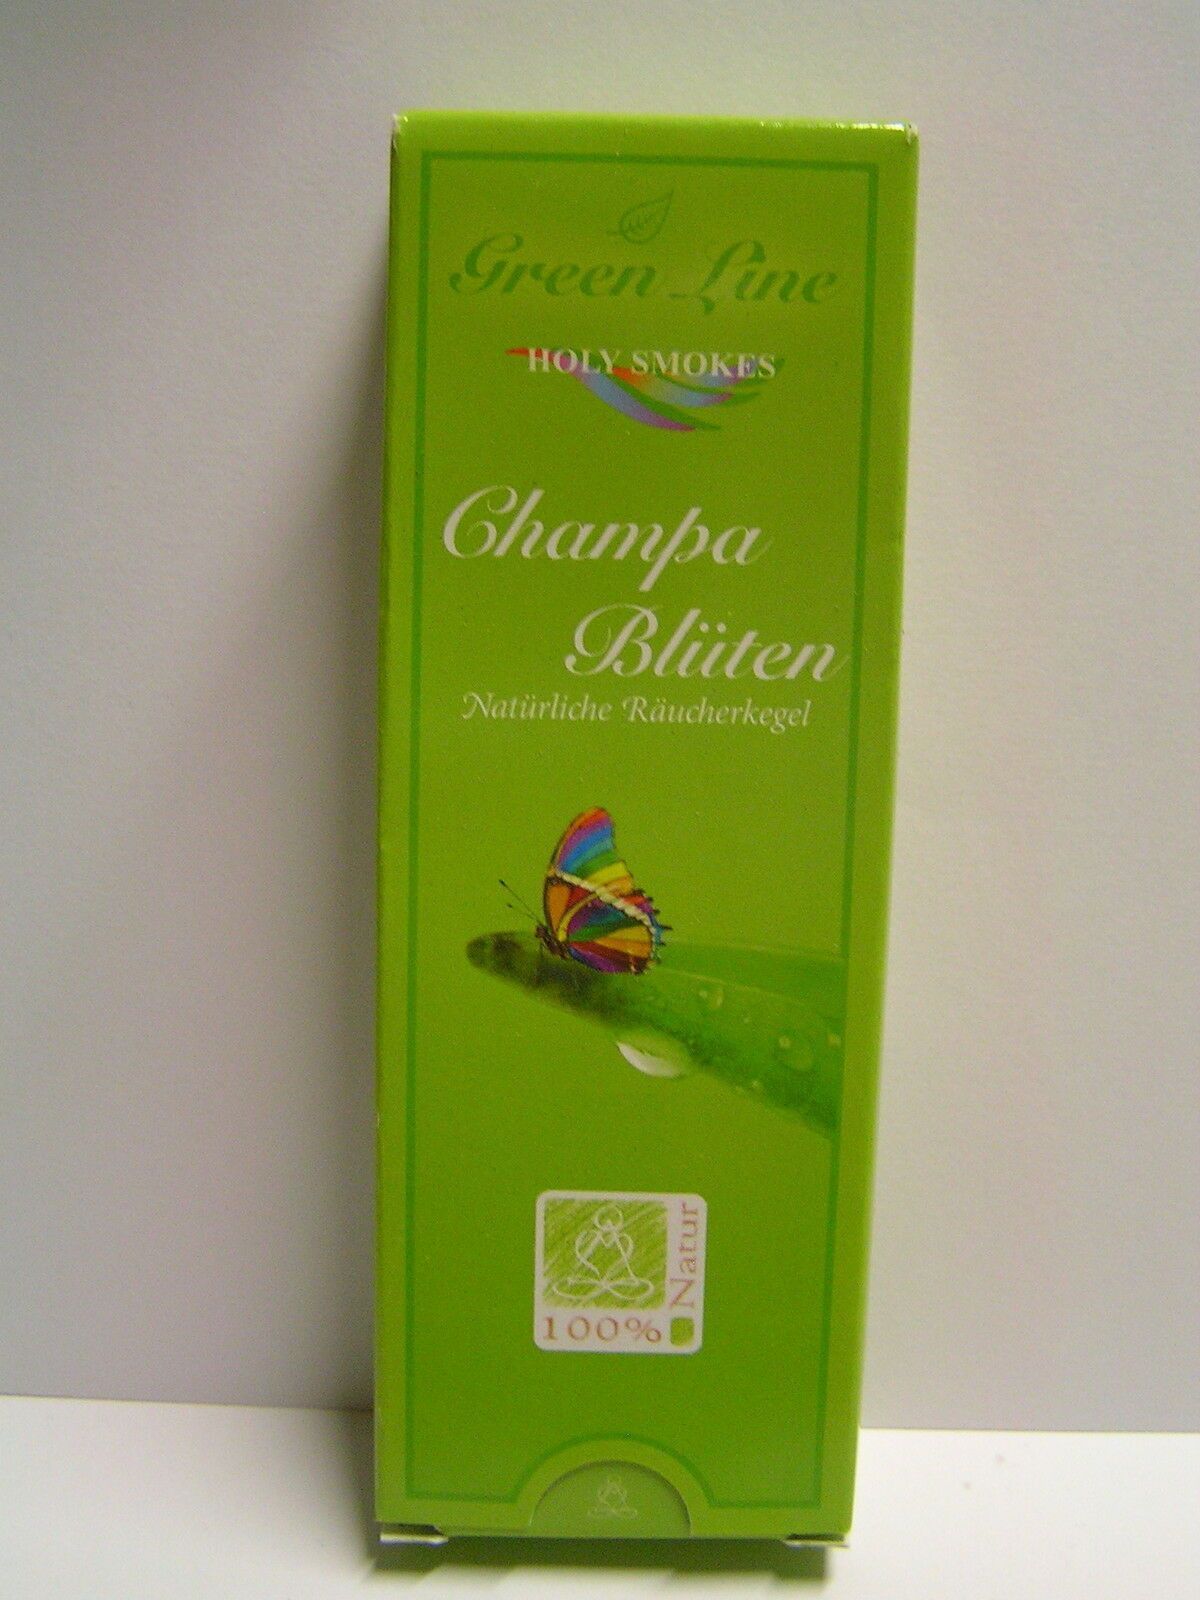 Green Line
HOLY SMOKES
Champa
Blüten
Natürliche Räucherkegel
100%
Natur